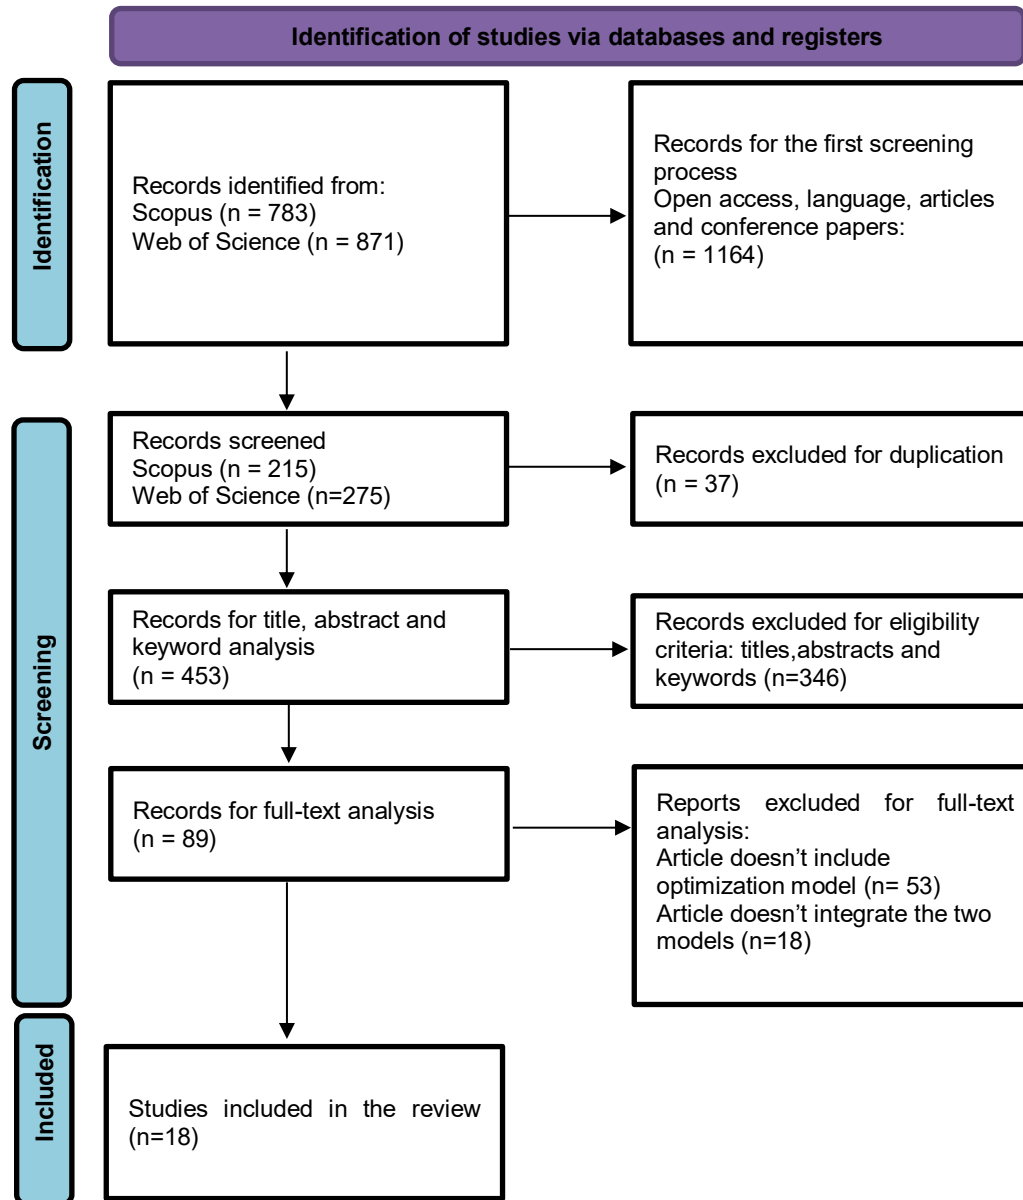 Identification of studies via databases and registers
Identification
Records identified from:
Scopus (n = 783)
Web of Science (n = 871)
Records for the first screening
process
Open access, language, articles
and conference papers:
(n = 1164)
Screening
Records screened
Scopus (n = 215)
Web of Science (n=275)
Records excluded for duplication
(n = 37)
Records for title, abstract and
keyword analysis
(n = 453)
Records excluded for eligibility
criteria: titles,abstracts and
keywords (n=346)
Records for full-text analysis
(n = 89)
Reports excluded for full-text
analysis:
Article doesn’t include
optimization model (n= 53)
Article doesn’t integrate the two
models (n=18)
Included
Studies included in the review
(n=18)